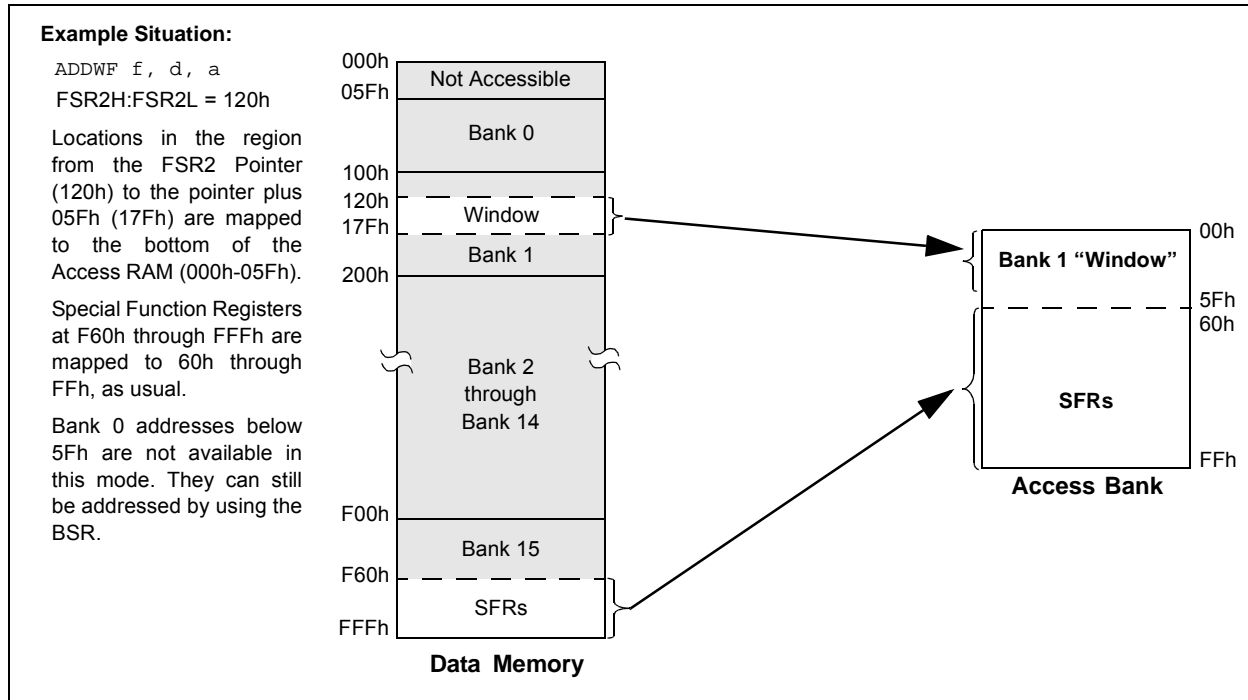 Example Situation:
ADDWF f, d, a
FSR2H:FSR2L = 120h
Locations in the region
from the FSR2 Pointer
(120h) to the pointer plus
05Fh (17Fh) are mapped
to the bottom of the
Access RAM (000h-05Fh).
Special Function Registers
at F60h through FFFh are
mapped to 60h through
FFh, as usual.
Bank 0 addresses below
5Fh are not available in
this mode. They can still
be addressed by using the
BSR.
000h
Not Accessible
05Fh
Bank 0
100h
120h
Window
17Fh
Bank 1
200h
Bank 2
through
Bank 14
F00h
Bank 15
F60h
SFRs
FFFh
Data Memory
00h
Bank 1 “Window”
5Fh
60h
SFRs
FFh
Access Bank